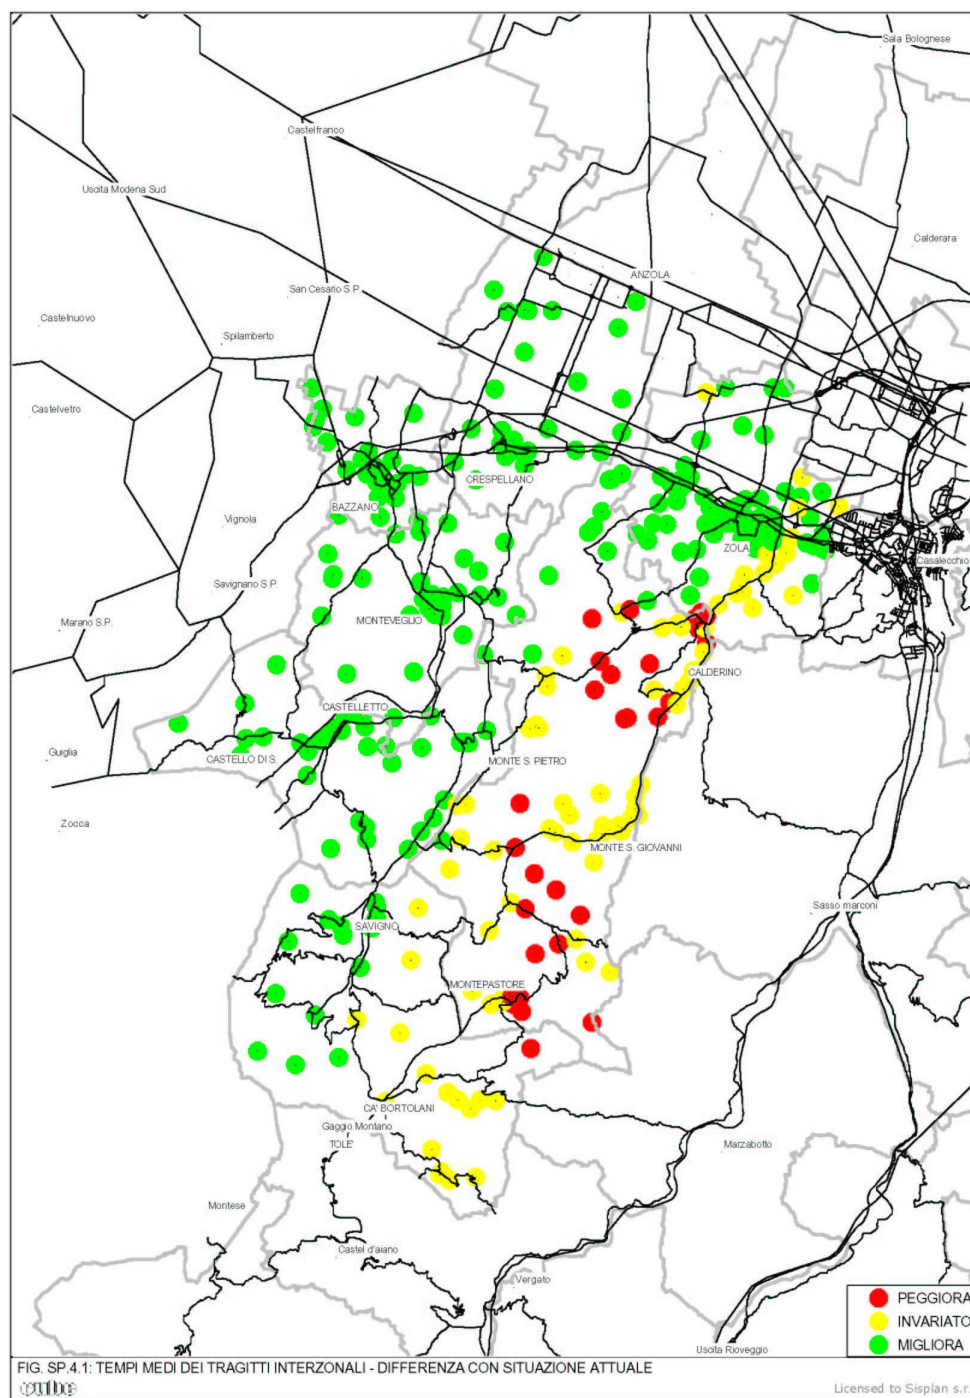 Sala Bolognese
Castelfranco
Uscita Modena Sud
Calderara
ANZOLA
San Cesario S.P.
Castelnuovo
Spilamberto
Castelvetro
CRESPELLANO
BAZZANO
Vignola
ZOLA
Casalecchio
Savignano S.P.
Marano S.P.
MONTEVEGLIO
CALDERINO
CASTELLETTO
Guiglia
CASTELLO DI S.
MONTE S. PIETRO
Zocca
MONTE S. GIOVANNI
Sasso marconi
SAVIGNO
MONTEPASTORE
CA' BORTOLANI
Gaggio Montano
TOLE'
Marzabotto
Montese
Castel d'aiano
Vergato
Uscita Rioveggio
PEGGIORA
INVARIATO
MIGLIORA
FIG. SP.4.1: TEMPI MEDI DEI TRAGITTI INTERZONALI - DIFFERENZA CON SITUAZIONE ATTUALE
cube
Licensed to Sisplan s.r.